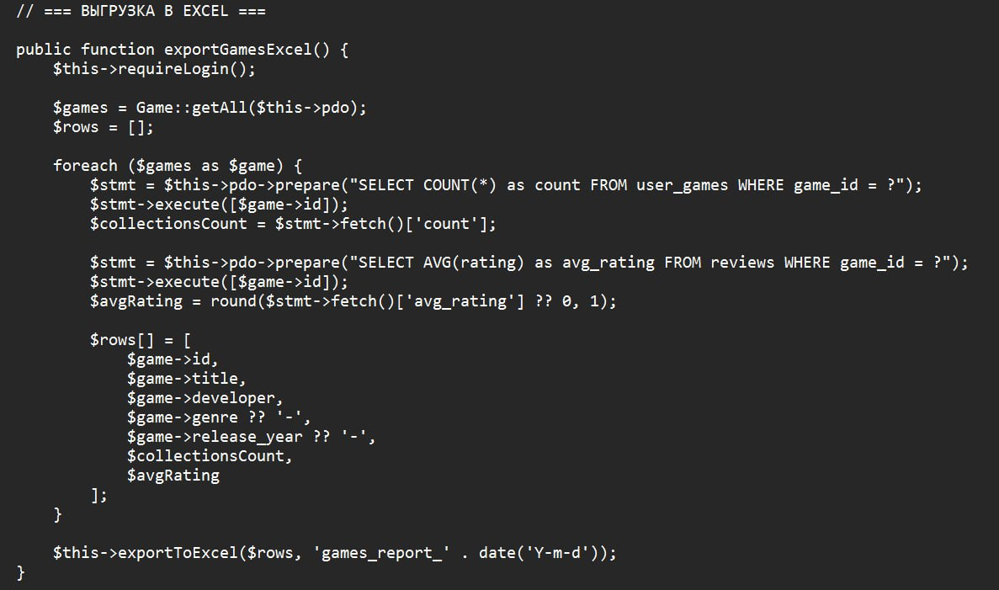 // === ВЫГРУЗКА В EXCEL ===
public function exportGamesExcel() {
    $this->requireLogin();
    $games = Game::getAll($this->pdo);
    $rows = [];
    foreach ($games as $game) {
        $stmt = $this->pdo->prepare("SELECT COUNT(*) as count FROM user_games WHERE game_id = ?");
        $stmt->execute([$game->id]);
        $collectionsCount = $stmt->fetch()['count'];
        $stmt = $this->pdo->prepare("SELECT AVG(rating) as avg_rating FROM reviews WHERE game_id = ?");
        $stmt->execute([$game->id]);
        $avgRating = round($stmt->fetch()['avg_rating'] ?? 0, 1);
        $rows[] = [
            $game->id,
            $game->title,
            $game->developer,
            $game->genre ?? '-',
            $game->release_year ?? '-',
            $collectionsCount,
            $avgRating
        ];
    }
    $this->exportToExcel($rows, 'games_report_' . date('Y-m-d'));
}